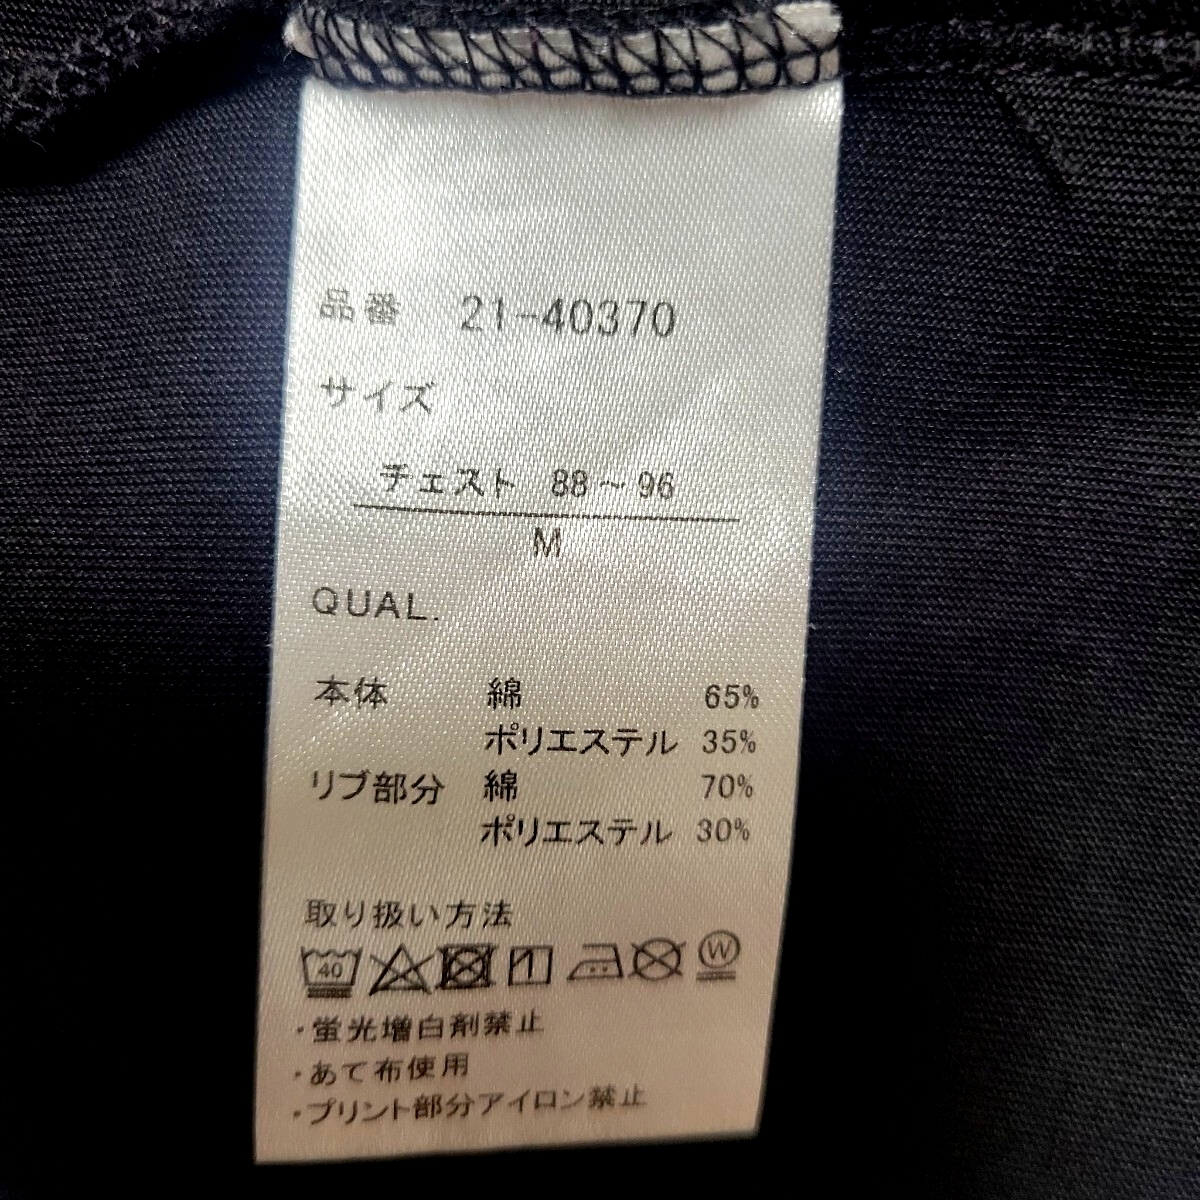 品番 21-40370
サイズ
チェスト 88～96
M
QUAL.
本体 綿 65%
ポリエステル 35%
リブ部分 綿 70%
ポリエステル 30%
取り扱い方法
40 W
・蛍光増白剤禁止
・あて布使用
・プリント部分アイロン禁止